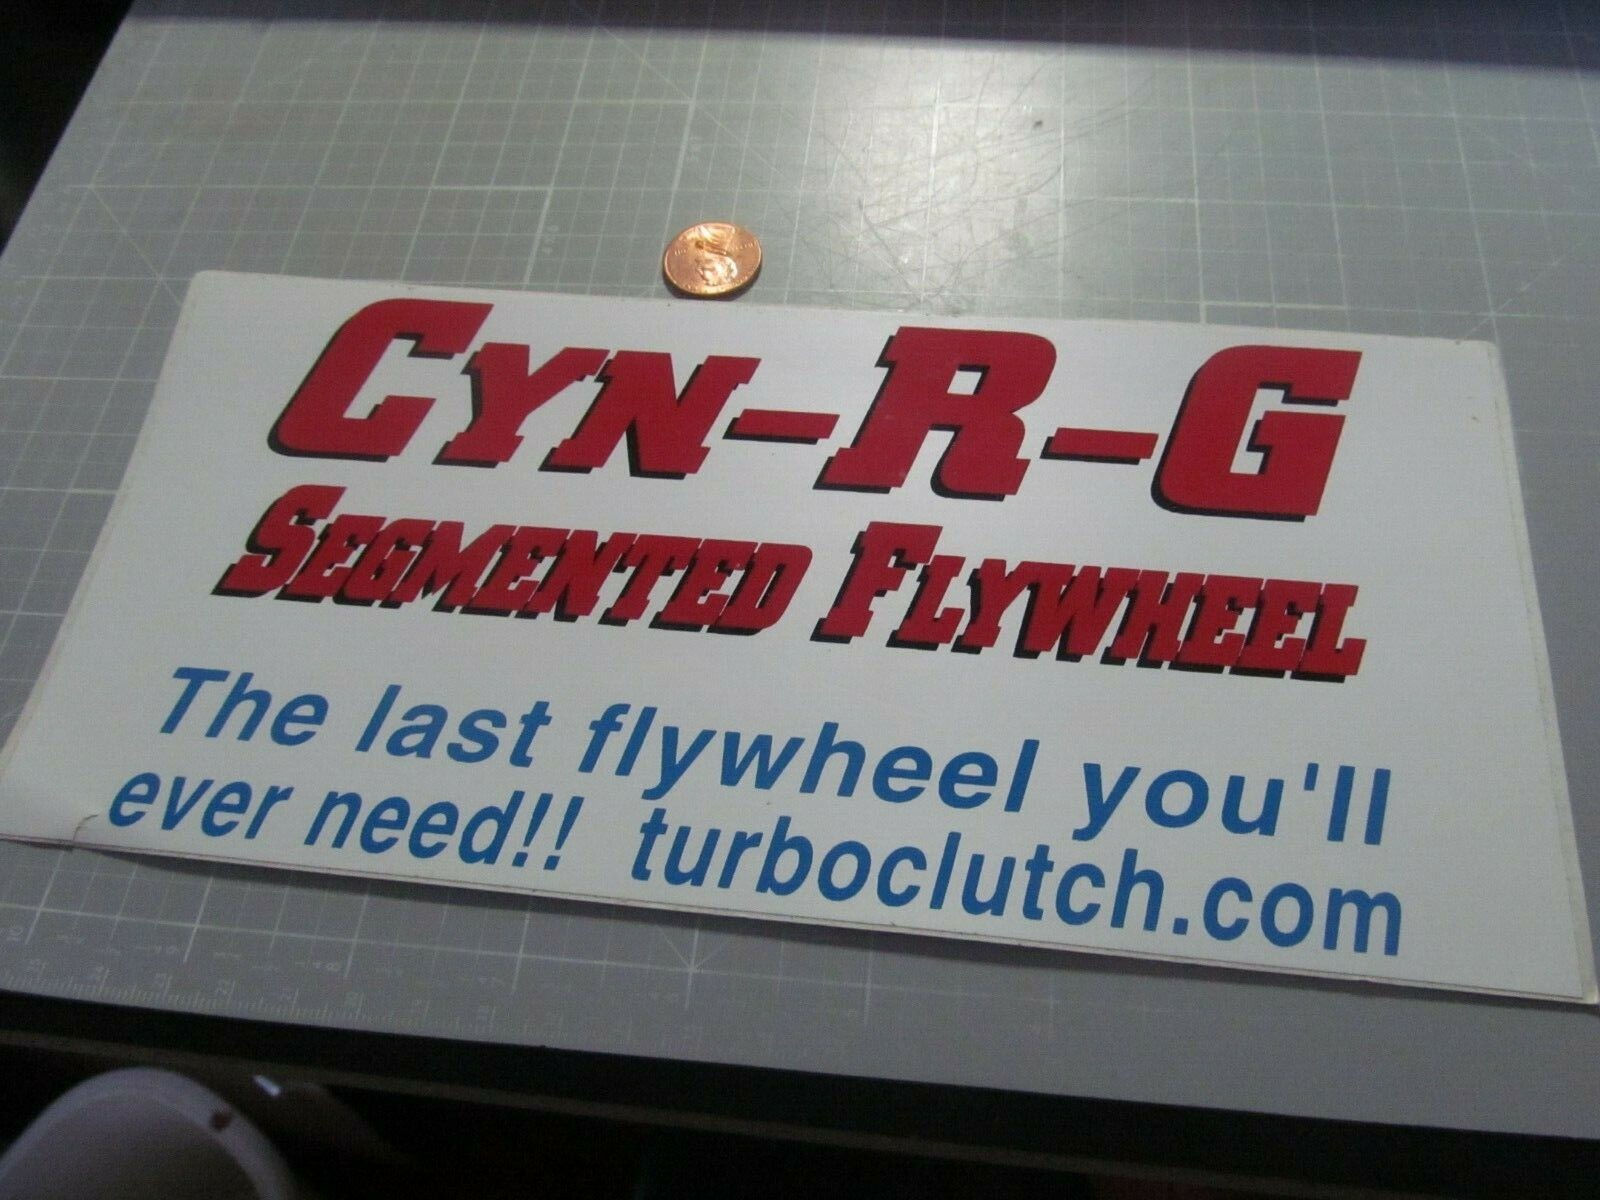 CYN-R-G
SEGMENTED FLYWHEEL
The last flywheel you'll
ever need!! turboclutch.com